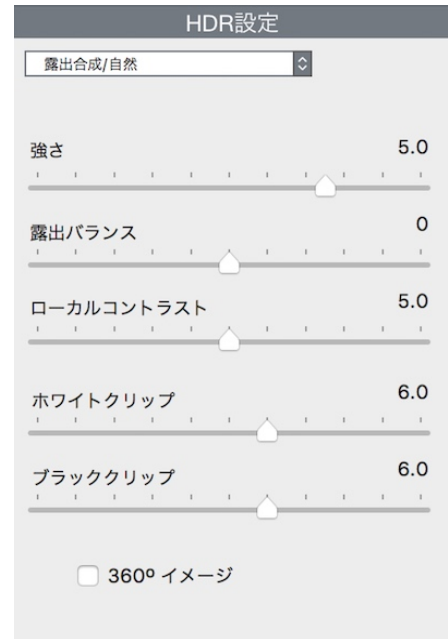 HDR設定
露出合成/自然
強さ 5.0
露出バランス 0
ローカルコントラスト 5.0
ホワイトクリップ 6.0
ブラッククリップ 6.0
360º イメージ